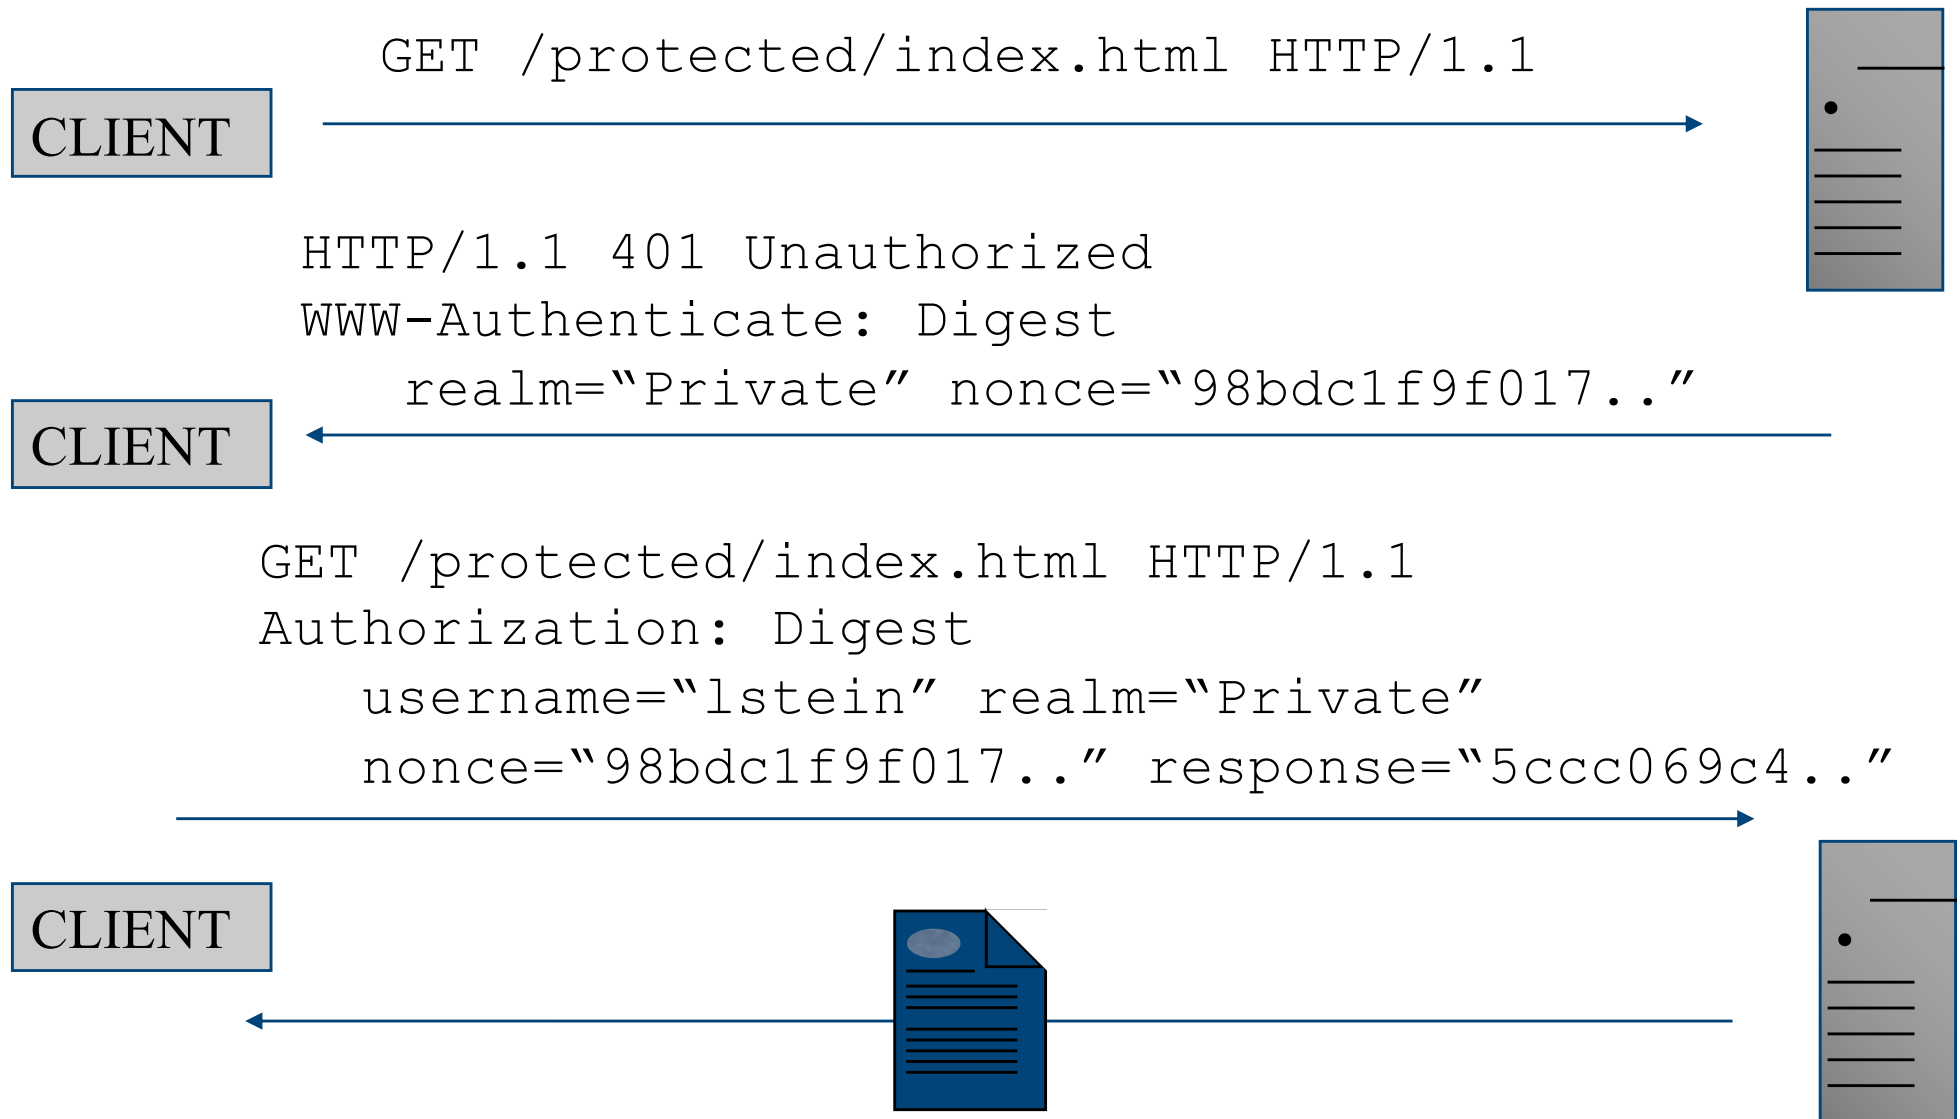 GET /protected/index.html HTTP/1.1
CLIENT
HTTP/1.1 401 Unauthorized
WWW-Authenticate: Digest
realm=“Private” nonce=“98bdc1f9f017..”
CLIENT
GET /protected/index.html HTTP/1.1
Authorization: Digest
username=“lstein” realm=“Private”
nonce=“98bdc1f9f017..” response=“5ccc069c4..”
CLIENT